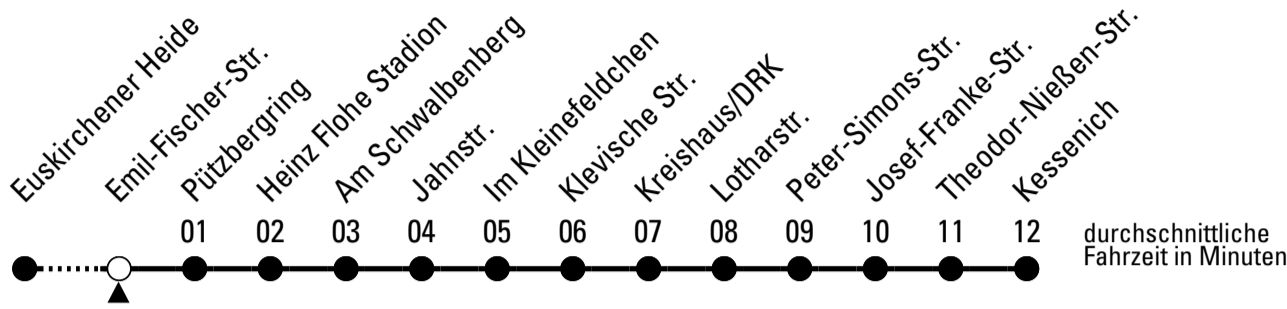 Euskirchener Heide
Emil-Fischer-Str.
Pützbergring
Heinz Flohe Stadion
Am Schwalbenberg
Jahnstr.
Im Kleinefeldchen
Klevische Str.
Kreishaus/DRK
Lotharstr.
Peter-Simons-Str.
Josef-Franke-Str.
Theodor-Nießen-Str.
Kessenich
01 02 03 04 05 06 07 08 09 10 11 12
durchschnittliche
Fahrzeit in Minuten